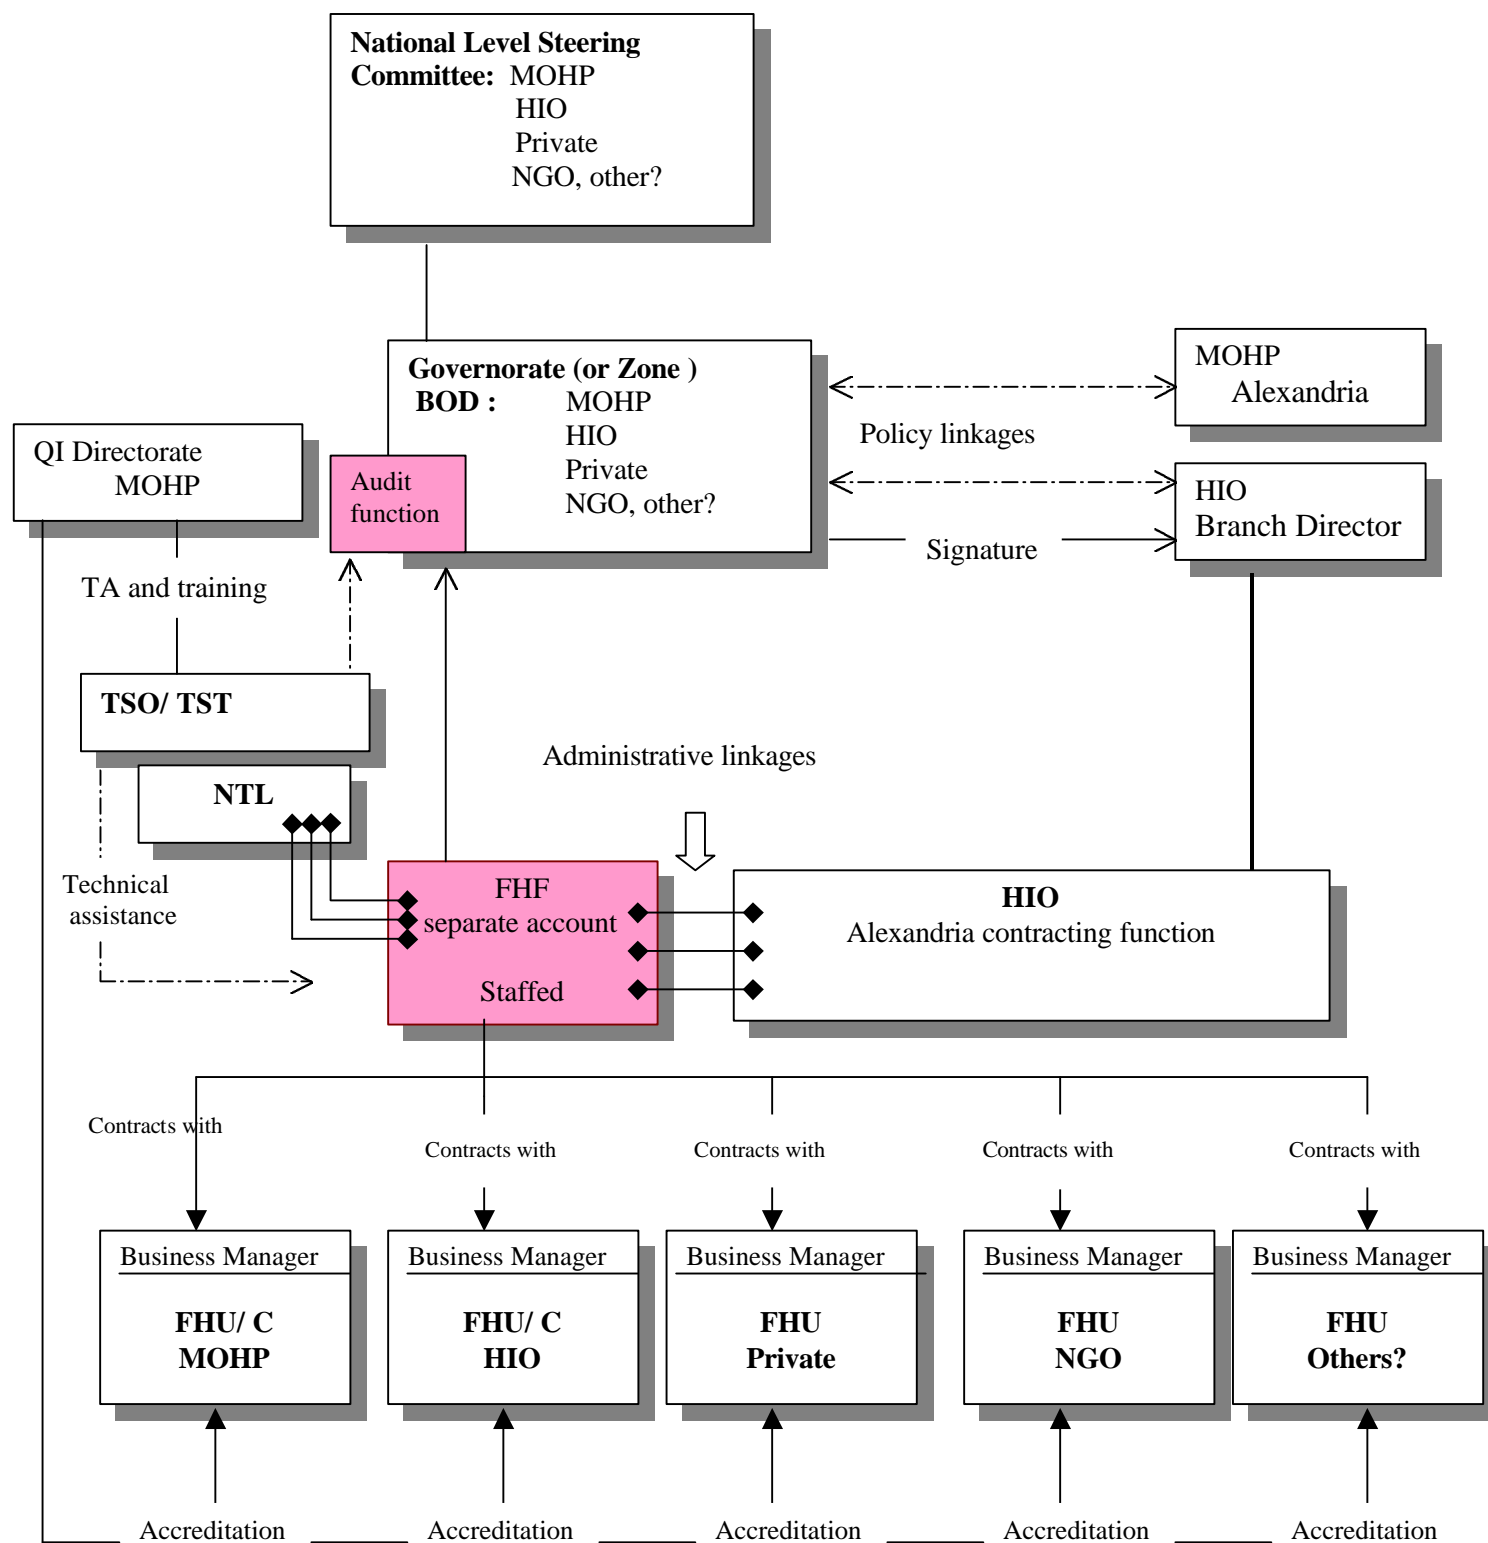 National Level Steering
Committee: MOHP
HIO
Private
NGO, other?
Governorate (or Zone )
BOD : MOHP
HIO
Private
NGO, other?
Audit
function
MOHP
Alexandria
Policy linkages
HIO
Branch Director
Signature
QI Directorate
MOHP
TA and training
TSO/ TST
NTL
Technical
assistance
Administrative linkages
FHF
separate account
Staffed
HIO
Alexandria contracting function
Contracts with
Contracts with
Contracts with
Contracts with
Contracts with
Business Manager
FHU/ C
MOHP
Business Manager
FHU/ C
HIO
Business Manager
FHU
Private
Business Manager
FHU
NGO
Business Manager
FHU
Others?
Accreditation
Accreditation
Accreditation
Accreditation
Accreditation